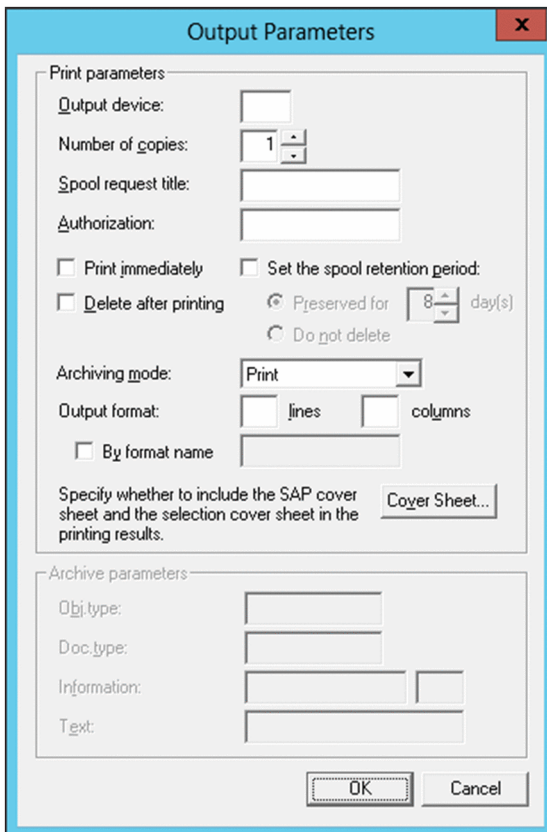 Output Parameters
x
Print parameters
Output device:
Number of copies: 1
Spool request title:
Authorization:
Print immediately Set the spool retention period:
Delete after printing Preserved for 8 day(s)
Do not delete
Archiving mode: Print
Output format: lines columns
By format name
Specify whether to include the SAP cover
sheet and the selection cover sheet in the
printing results.
Cover Sheet...
Archive parameters
Obj.type:
Doc.type:
Information:
Text:
OK Cancel